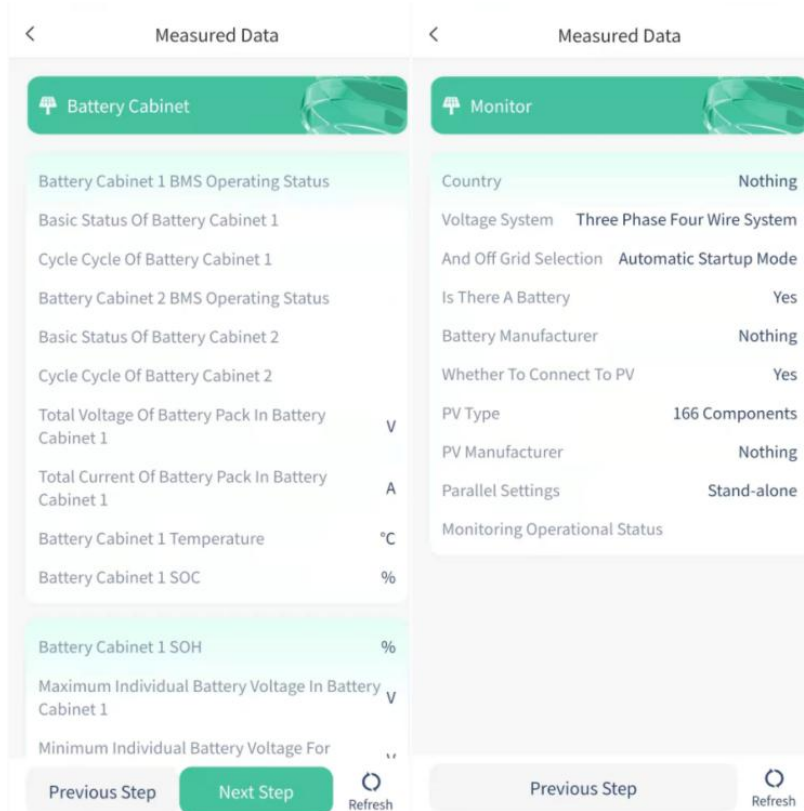 Measured Data
Battery Cabinet
Battery Cabinet 1 BMS Operating Status
Basic Status Of Battery Cabinet 1
Cycle Cycle Of Battery Cabinet 1
Battery Cabinet 2 BMS Operating Status
Basic Status Of Battery Cabinet 2
Cycle Cycle Of Battery Cabinet 2
Total Voltage Of Battery Pack In Battery
Cabinet 1 V
Total Current Of Battery Pack In Battery
Cabinet 1 A
Battery Cabinet 1 Temperature °C
Battery Cabinet 1 SOC %
Battery Cabinet 1 SOH %
Maximum Individual Battery Voltage In Battery
Cabinet 1 V
Minimum Individual Battery Voltage For
Previous Step Next Step Refresh
Measured Data
Monitor
Country Nothing
Voltage System Three Phase Four Wire System
And Off Grid Selection Automatic Startup Mode
Is There A Battery Yes
Battery Manufacturer Nothing
Whether To Connect To PV Yes
PV Type 166 Components
PV Manufacturer Nothing
Parallel Settings Stand-alone
Monitoring Operational Status
Previous Step Refresh